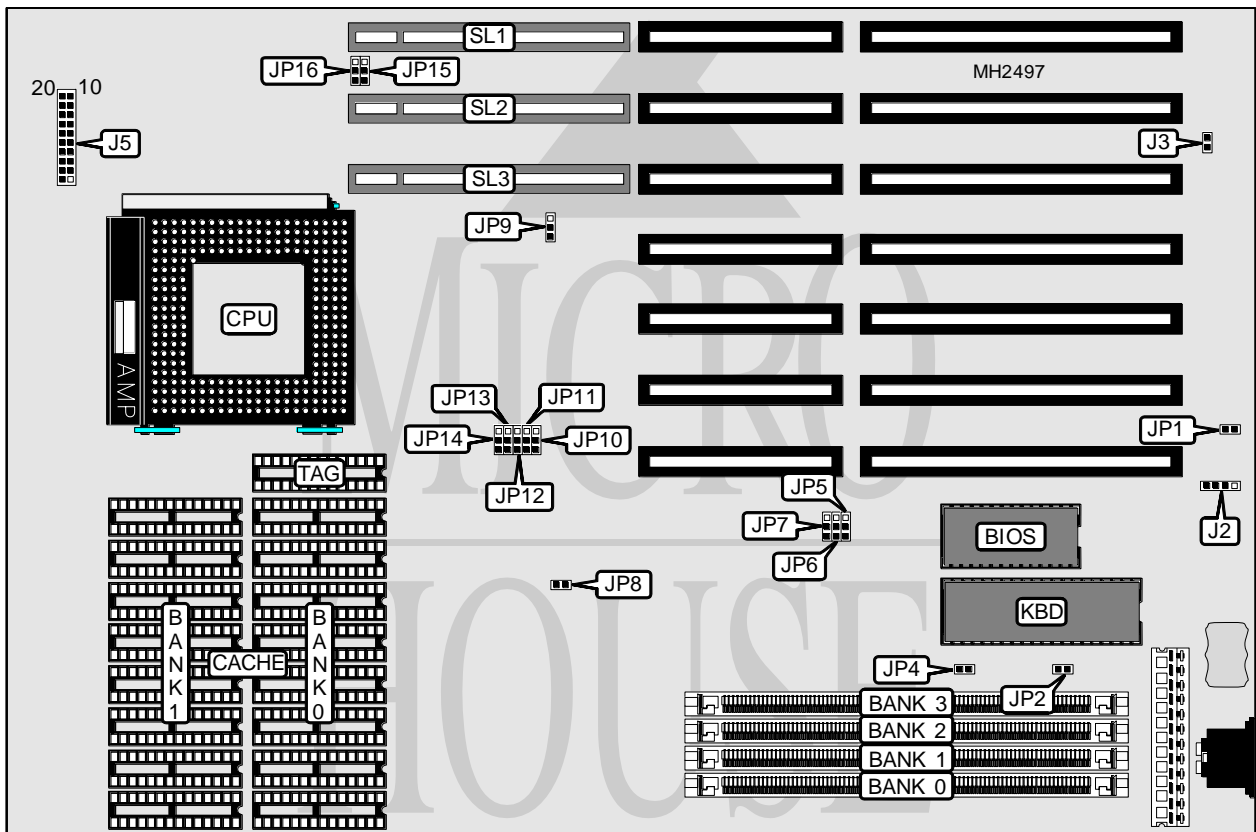 SL1
JP16
JP15
MH2497
20
10
SL2
J5
J3
SL3
JP9
CPU
AMP
MICRO
JP13
JP11
JP14
JP10
JP1
TAG
JP12
JP5
JP7
J2
BIOS
JP6
JP8
HOUSE
KBD
BANK 1
BANK 0
CACHE
JP4
JP2
BANK 3
BANK 2
BANK 1
BANK 0